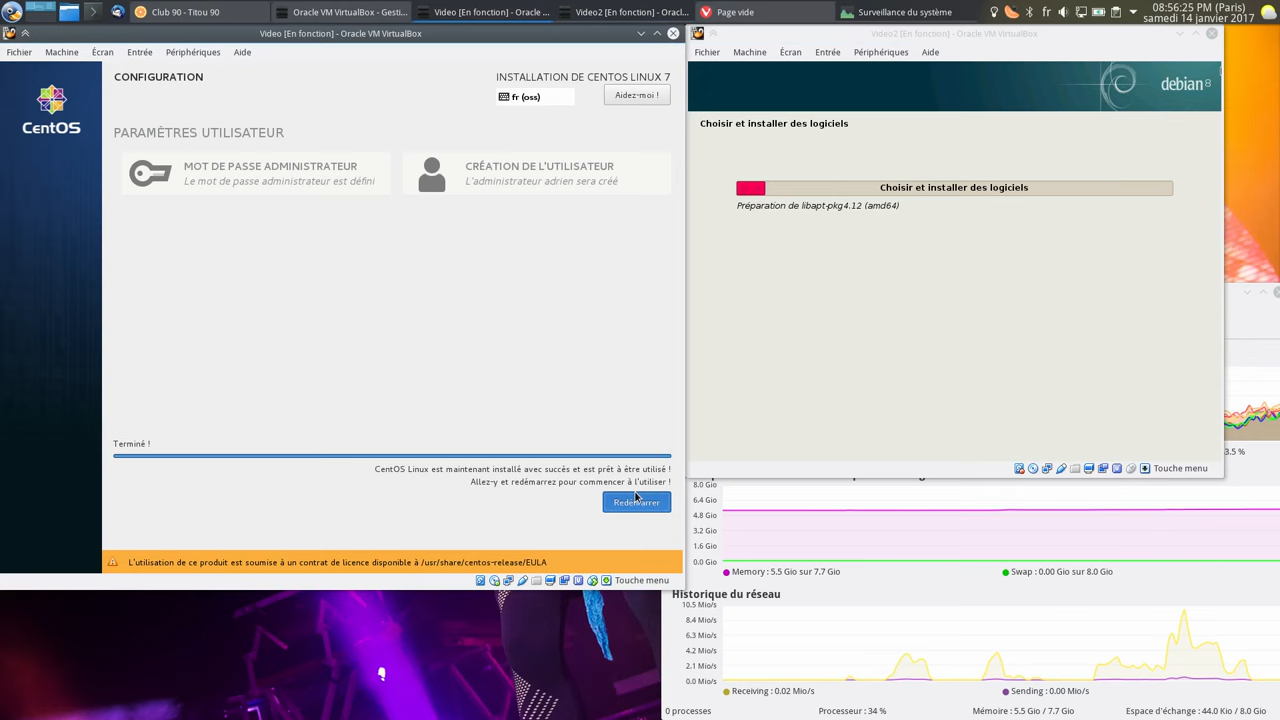 Club 90 - Titou 90
Oracle VM VirtualBox - Gesti...
Video [En fonction] - Oracle ...
Video2 [En fonction] - Oracl...
Page vide
Surveillance du système
fr
08:56:25 PM (Paris)
samedi 14 janvier 2017
Video [En fonction] - Oracle VM VirtualBox
Fichier Machine Écran Entrée Périphériques Aide
CentOS
CONFIGURATION
INSTALLATION DE CENTOS LINUX 7
fr (oss)
Aidez-moi !
PARAMÈTRES UTILISATEUR
MOT DE PASSE ADMINISTRATEUR
Le mot de passe administrateur est défini
CRÉATION DE L'UTILISATEUR
L'administrateur adrien sera créé
Terminé !
CentOS Linux est maintenant installé avec succès et est prêt à être utilisé !
Allez-y et redémarrez pour commencer à l'utiliser !
Redémarrer
L'utilisation de ce produit est soumise à un contrat de licence disponible à /usr/share/centos-release/EULA
Touche menu
Video2 [En fonction] - Oracle VM VirtualBox
Fichier Machine Écran Entrée Périphériques Aide
debian 8
Choisir et installer des logiciels
Choisir et installer des logiciels
Préparation de libapt-pkg4.12 (amd64)
Touche menu
3.5 %
8.0 Gio
6.4 Gio
4.8 Gio
3.2 Gio
1.6 Gio
0.0 Gio
Memory : 5.5 Gio sur 7.7 Gio
Swap : 0.00 Gio sur 8.0 Gio
Historique du réseau
10.5 Mio/s
8.4 Mio/s
6.3 Mio/s
4.2 Mio/s
2.1 Mio/s
0.0 Mio/s
Receiving : 0.02 Mio/s
Sending : 0.00 Mio/s
0 processes
Processeur : 34 %
Mémoire : 5.5 Gio / 7.7 Gio
Espace d'échange : 44.0 Kio / 8.0 Gio